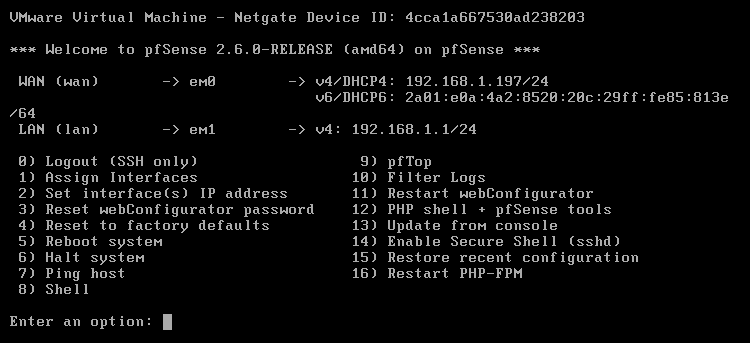 VMware Virtual Machine - Netgate Device ID: 4cca1a667530ad238203
*** Welcome to pfSense 2.6.0-RELEASE (amd64) on pfSense ***
WAN (wan)       -> em0        -> v4/DHCP4: 192.168.1.197/24
                                 v6/DHCP6: 2a01:e0a:4a2:8520:20c:29ff:fe85:813e
/64
LAN (lan)       -> em1        -> v4: 192.168.1.1/24
0) Logout (SSH only)                  9) pfTop
1) Assign Interfaces                 10) Filter Logs
2) Set interface(s) IP address       11) Restart webConfigurator
3) Reset webConfigurator password    12) PHP shell + pfSense tools
4) Reset to factory defaults         13) Update from console
5) Reboot system                     14) Enable Secure Shell (sshd)
6) Halt system                       15) Restore recent configuration
7) Ping host                         16) Restart PHP-FPM
8) Shell
Enter an option: